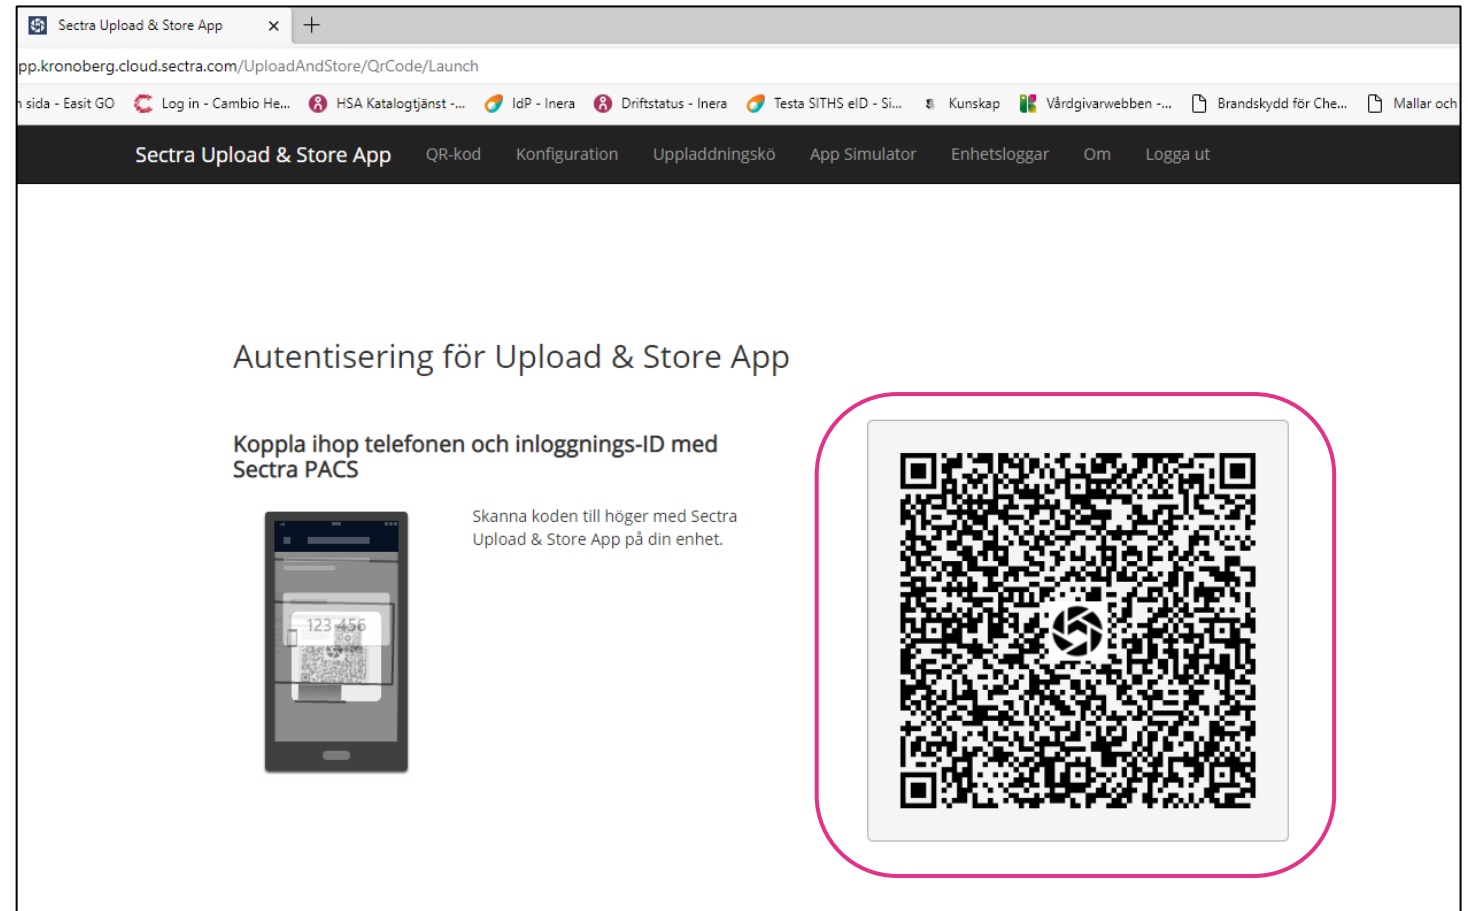 Sectra Upload & Store App
pp.kronoberg.cloud.sectra.com/UploadAndStore/QrCode/Launch
sida - Easit GO Log in - Cambio He... HSA Katalogtjänst -... IdP - Inera Driftstatus - Inera Testa SITHS eID - Si... Kunskap Vårdgivarwebben -... Brandskydd för Che... Mallar och
Sectra Upload & Store App QR-kod Konfiguration Uppladdningskö App Simulator Enhetsloggar Om Logga ut
Autentisering för Upload & Store App
Koppla ihop telefonen och inloggnings-ID med
Sectra PACS
Skanna koden till höger med Sectra
Upload & Store App på din enhet.
123 456